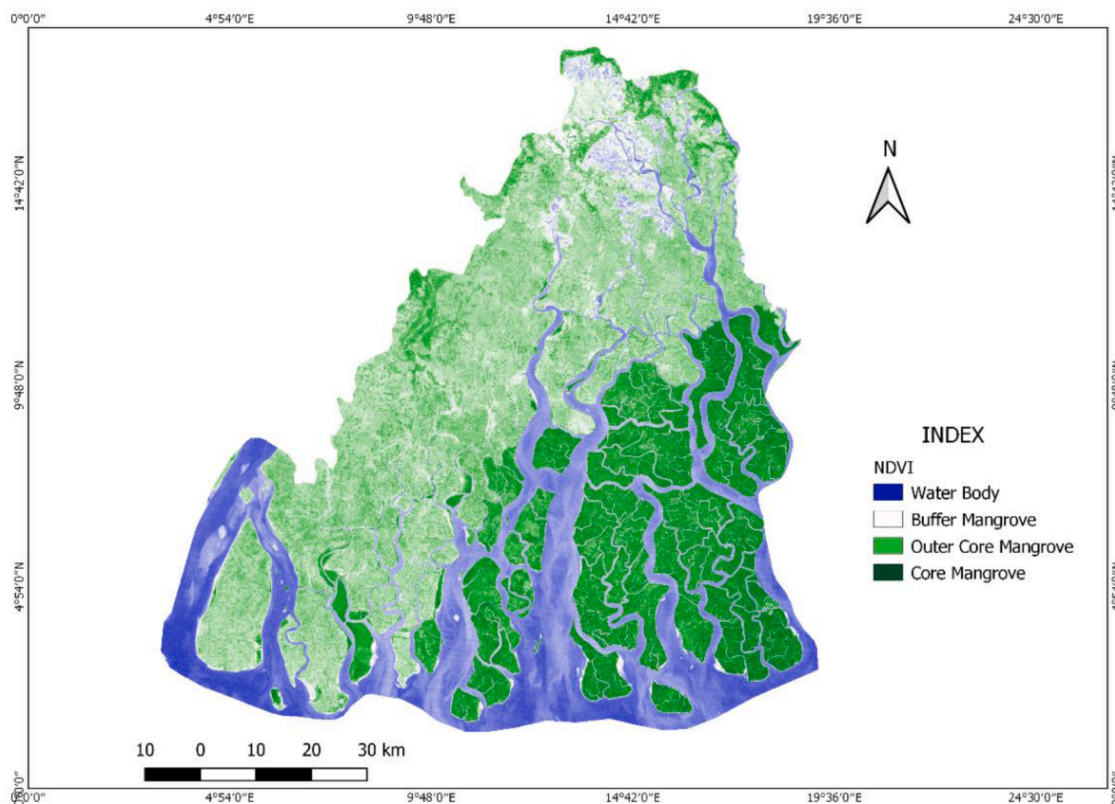 0°0'0" 4°54'0"E 9°48'0"E 14°42'0"E 19°36'0"E 24°30'0"E
14°42'0"N
9°48'0"N
4°54'0"N
N
INDEX
NDVI
Water Body
Buffer Mangrove
Outer Core Mangrove
Core Mangrove
10 0 10 20 30 km
0°0'0" 4°54'0"E 9°48'0"E 14°42'0"E 19°36'0"E 24°30'0"E